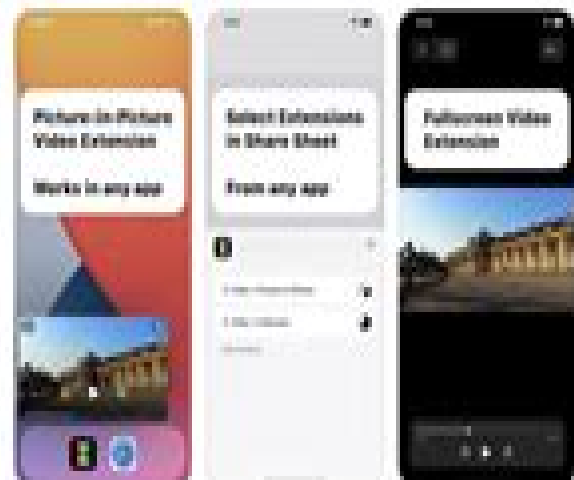 Picture in Picture
Video Extension
Works in any app
Select Extensions
in Share Sheet
From any app
Fullscreen Video
Extension